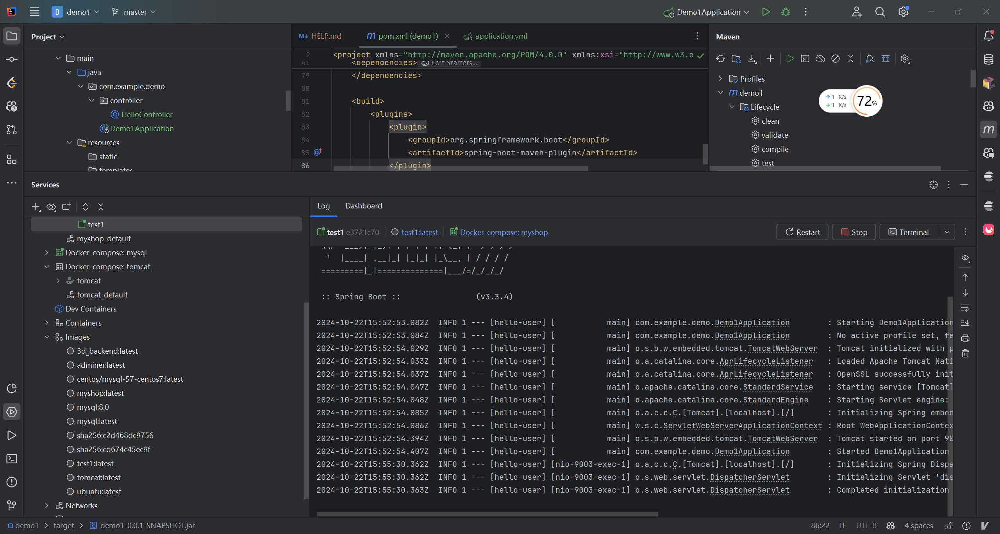 demo1
master
Demo1Application
Project
main
java
com.example.demo
controller
HelloController
Demo1Application
resources
static
templates
HELP.md
pom.xml (demo1)
application.yml
2 <project xmlns="http://maven.apache.org/POM/4.0.0" xmlns:xsi="http://www.w3.o
41 <dependencies> Edit Starters...
79 </dependencies>
80
81 <build>
82 <plugins>
83 <plugin>
84 <groupId>org.springframework.boot</groupId>
85 <artifactId>spring-boot-maven-plugin</artifactId>
86 </plugin>
Maven
Profiles
demo1
Lifecycle
clean
validate
compile
test
↑ 1 K/s
↓ 1 K/s
72%
Services
test1
myshop_default
Docker-compose: mysql
Docker-compose: tomcat
tomcat
tomcat_default
Dev Containers
Containers
Images
3d_backend:latest
adminer:latest
centos/mysql-57-centos7:latest
myshop:latest
mysql:8.0
mysql:latest
sha256:c2d468dc9756
sha256:cd674c45ec9f
test1:latest
tomcat:latest
ubuntu:latest
Networks
Log Dashboard
test1 e3721c70 test1:latest Docker-compose: myshop
Restart Stop Terminal
' |____| .__|_| |_|_| |_\__, | / / / /
=========|_|==============|___/=/_/_/_/
:: Spring Boot :: (v3.3.4)
2024-10-22T15:52:53.082Z INFO 1 --- [hello-user] [ main] com.example.demo.Demo1Application : Starting Demo1Application
2024-10-22T15:52:53.084Z INFO 1 --- [hello-user] [ main] com.example.demo.Demo1Application : No active profile set, fa
2024-10-22T15:52:54.029Z INFO 1 --- [hello-user] [ main] o.s.b.w.embedded.tomcat.TomcatWebServer : Tomcat initialized with p
2024-10-22T15:52:54.033Z INFO 1 --- [hello-user] [ main] o.a.catalina.core.AprLifecycleListener : Loaded Apache Tomcat Nati
2024-10-22T15:52:54.037Z INFO 1 --- [hello-user] [ main] o.a.catalina.core.AprLifecycleListener : OpenSSL successfully init
2024-10-22T15:52:54.047Z INFO 1 --- [hello-user] [ main] o.apache.catalina.core.StandardService : Starting service [Tomcat]
2024-10-22T15:52:54.048Z INFO 1 --- [hello-user] [ main] o.apache.catalina.core.StandardEngine : Starting Servlet engine:
2024-10-22T15:52:54.085Z INFO 1 --- [hello-user] [ main] o.a.c.c.C.[Tomcat].[localhost].[/] : Initializing Spring embed
2024-10-22T15:52:54.086Z INFO 1 --- [hello-user] [ main] w.s.c.ServletWebServerApplicationContext : Root WebApplicationContex
2024-10-22T15:52:54.394Z INFO 1 --- [hello-user] [ main] o.s.b.w.embedded.tomcat.TomcatWebServer : Tomcat started on port 90
2024-10-22T15:52:54.407Z INFO 1 --- [hello-user] [ main] com.example.demo.Demo1Application : Started Demo1Application
2024-10-22T15:55:30.362Z INFO 1 --- [hello-user] [nio-9003-exec-1] o.a.c.c.C.[Tomcat].[localhost].[/] : Initializing Spring Dispa
2024-10-22T15:55:30.362Z INFO 1 --- [hello-user] [nio-9003-exec-1] o.s.web.servlet.DispatcherServlet : Initializing Servlet 'dis
2024-10-22T15:55:30.363Z INFO 1 --- [hello-user] [nio-9003-exec-1] o.s.web.servlet.DispatcherServlet : Completed initialization
demo1 > target > demo1-0.0.1-SNAPSHOT.jar
86:22 LF UTF-8 4 spaces